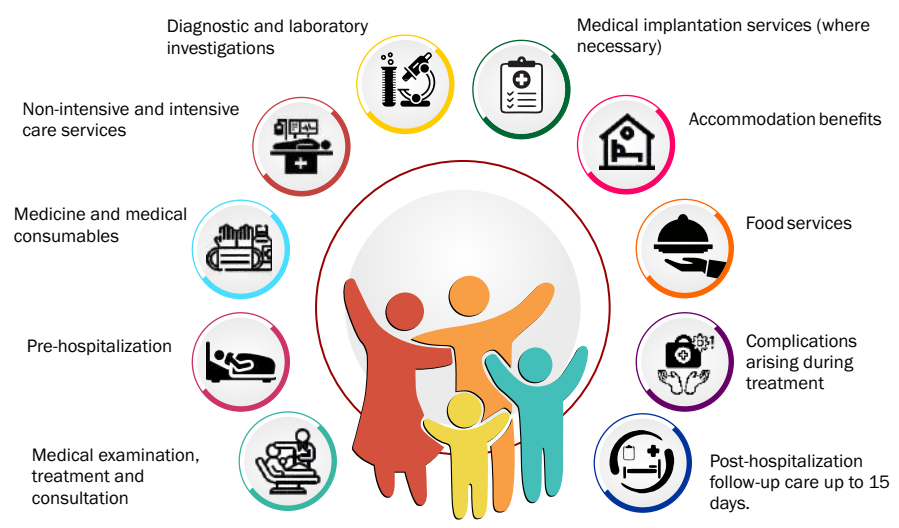 Diagnostic and laboratory
investigations
Medical implantation services (where
necessary)
Non-intensive and intensive
care services
Accommodation benefits
Medicine and medical
consumables
Food services
Pre-hospitalization
Complications
arising during
treatment
Medical examination,
treatment and
consultation
Post-hospitalization
follow-up care up to 15
days.